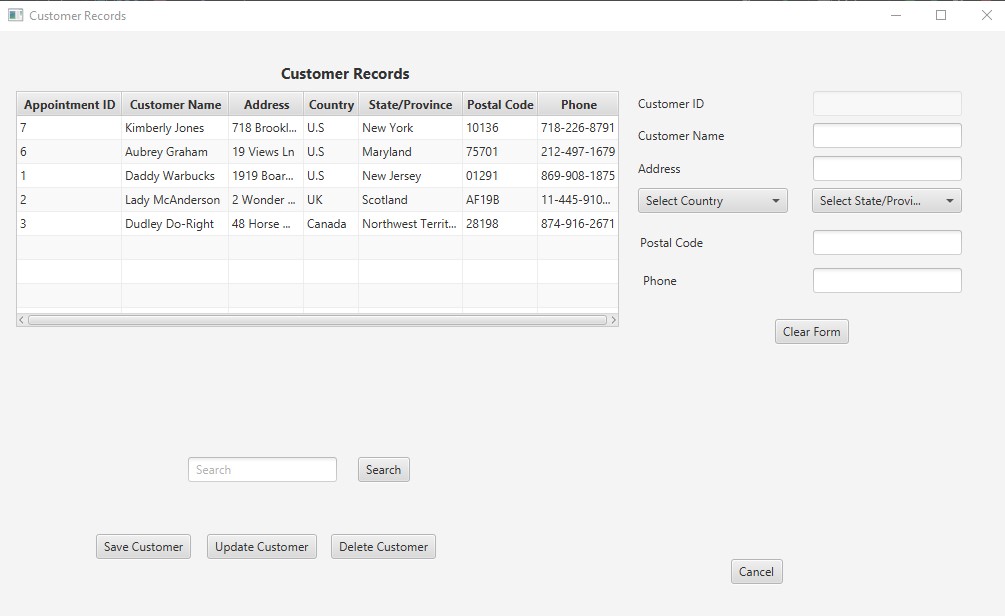 Customer Records
Customer Records
Appointment ID Customer Name Address Country State/Province Postal Code Phone
7 Kimberly Jones 718 Brookl... U.S New York 10136 718-226-8791
6 Aubrey Graham 19 Views Ln U.S Maryland 75701 212-497-1679
1 Daddy Warbucks 1919 Boar... U.S New Jersey 01291 869-908-1875
2 Lady McAnderson 2 Wonder ... UK Scotland AF19B 11-445-910...
3 Dudley Do-Right 48 Horse ... Canada Northwest Territ... 28198 874-916-2671
Customer ID
Customer Name
Address
Select Country Select State/Provi...
Postal Code
Phone
Clear Form
Search Search
Save Customer Update Customer Delete Customer
Cancel